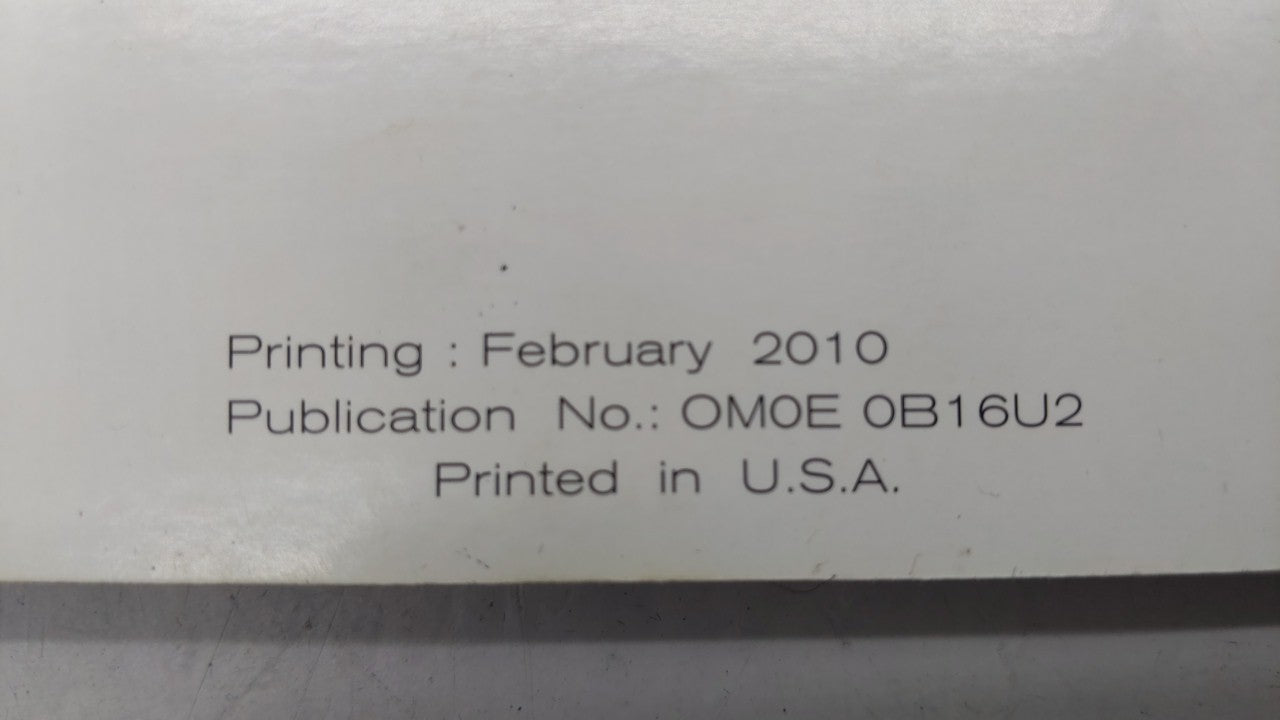 Printing : February 2010
Publication No.: OM0E 0B16U2
Printed in U.S.A.